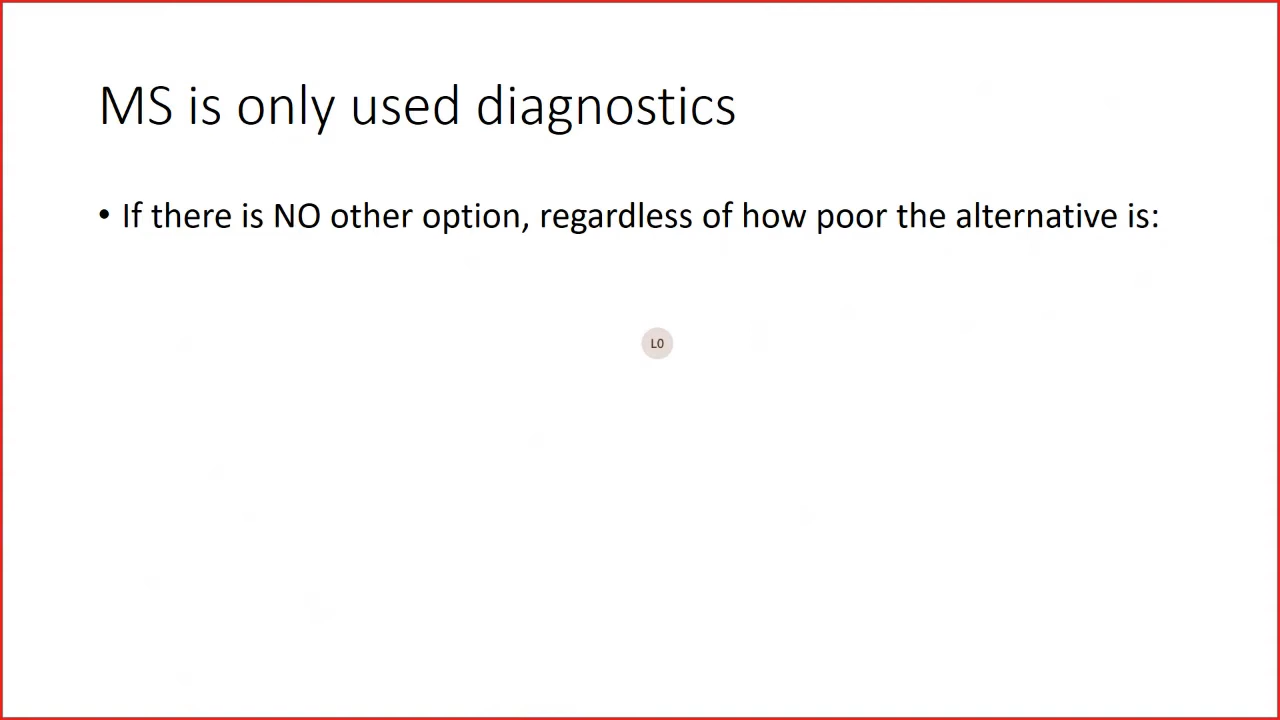 MS is only used diagnostics
• If there is NO other option, regardless of how poor the alternative is:
L0